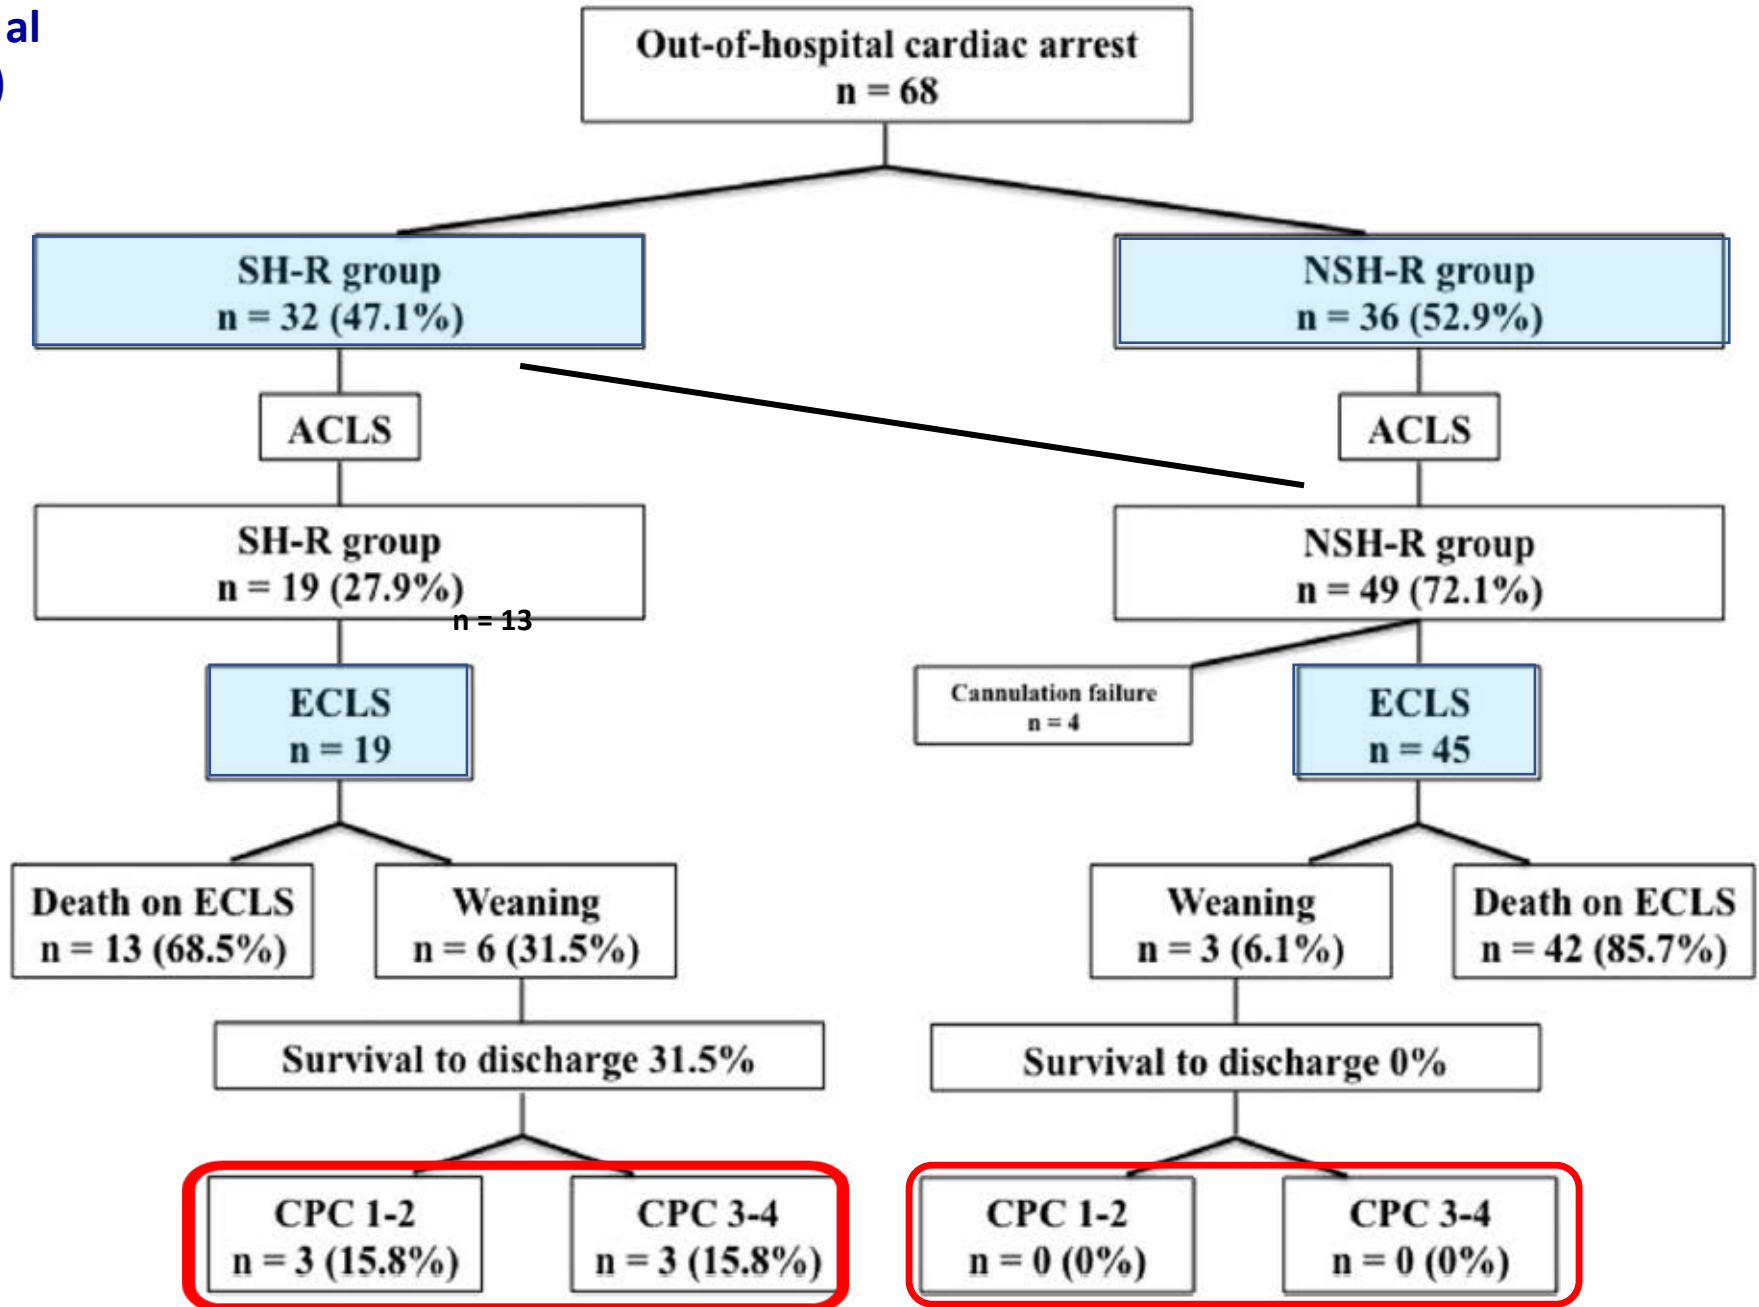 al
)
Out-of-hospital cardiac arrest
n = 68
SH-R group
n = 32 (47.1%)
NSH-R group
n = 36 (52.9%)
ACLS
ACLS
SH-R group
n = 19 (27.9%)
n = 13
NSH-R group
n = 49 (72.1%)
Cannulation failure
n = 4
ECLS
n = 19
ECLS
n = 45
Death on ECLS
n = 13 (68.5%)
Weaning
n = 6 (31.5%)
Weaning
n = 3 (6.1%)
Death on ECLS
n = 42 (85.7%)
Survival to discharge 31.5%
Survival to discharge 0%
CPC 1-2
n = 3 (15.8%)
CPC 3-4
n = 3 (15.8%)
CPC 1-2
n = 0 (0%)
CPC 3-4
n = 0 (0%)